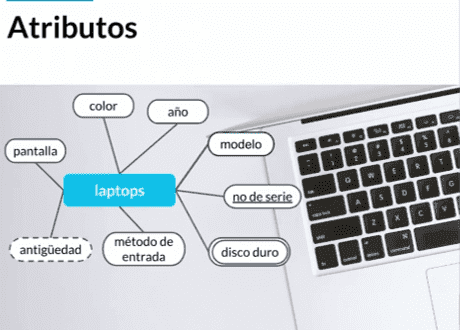 Atributos
color
año
pantalla
modelo
laptops
no de serie
antigüedad
método de
entrada
disco duro